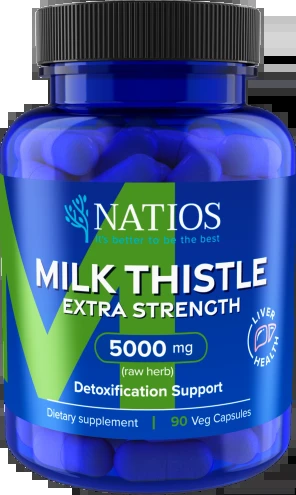 NATIOS
it's better to be the best
MILK THISTLE
EXTRA STRENGTH
5000 mg
(raw herb)
LIVER HEALTH
Detoxification Support
Dietary supplement | 90 Veg Capsules